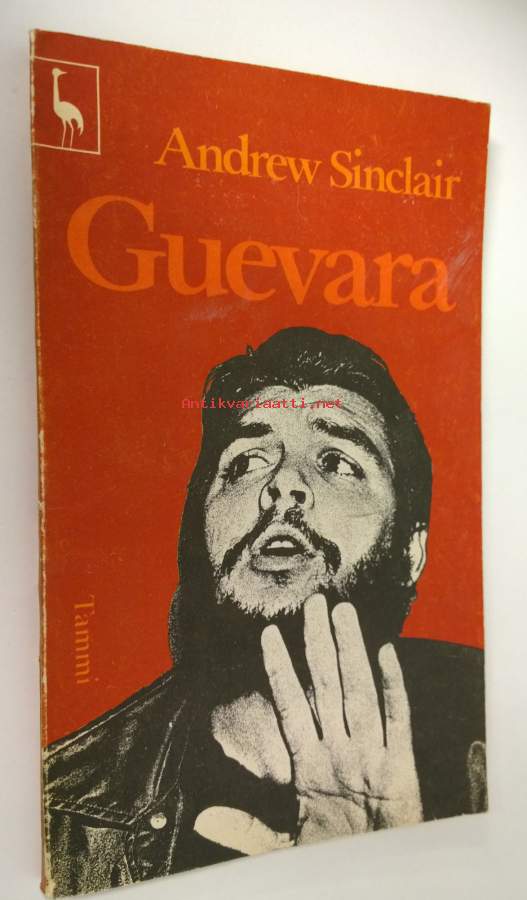 Andrew Sinclair
Guevara
Antikvariaatti.net
Tammi